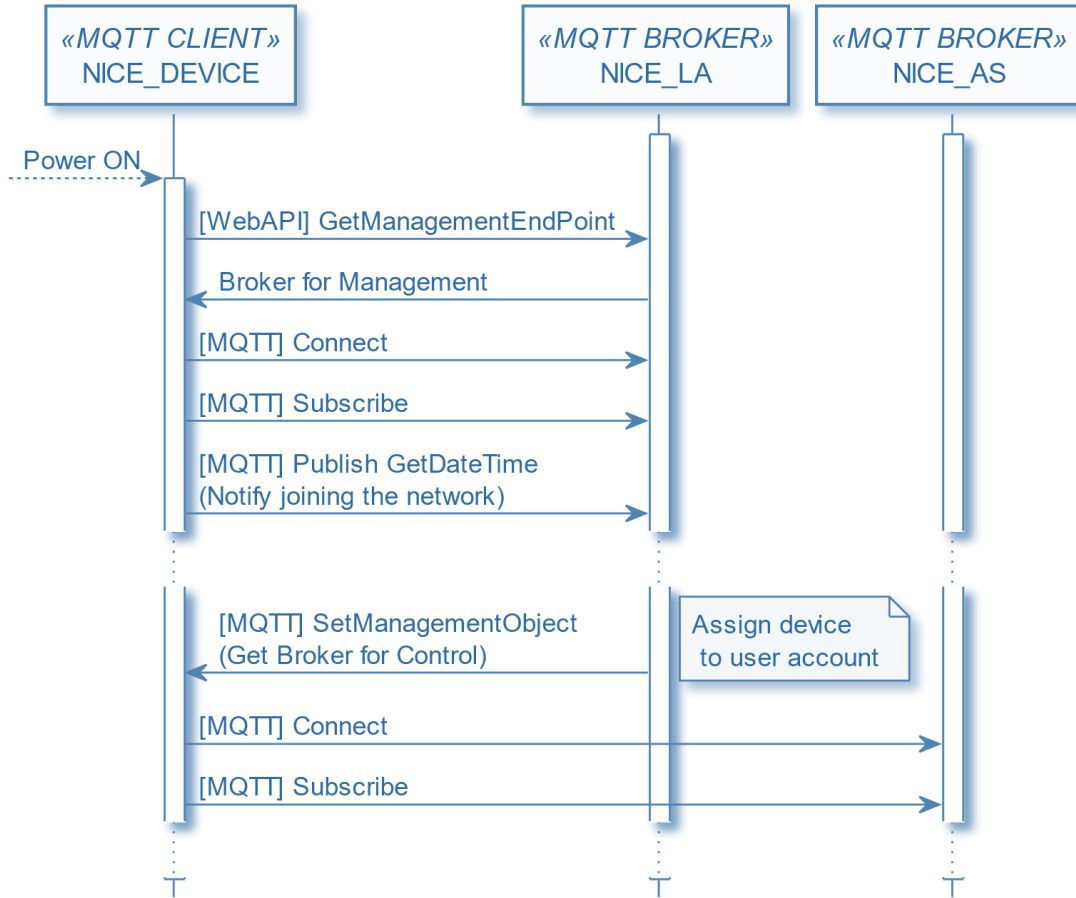 «MQTT CLIENT»
NICE_DEVICE
«MQTT BROKER»
NICE_LA
«MQTT BROKER»
NICE_AS
Power ON
[WebAPI] GetManagementEndPoint
Broker for Management
[MQTT] Connect
[MQTT] Subscribe
[MQTT] Publish GetDateTime
(Notify joining the network)
[MQTT] SetManagementObject
(Get Broker for Control)
Assign device
to user account
[MQTT] Connect
[MQTT] Subscribe